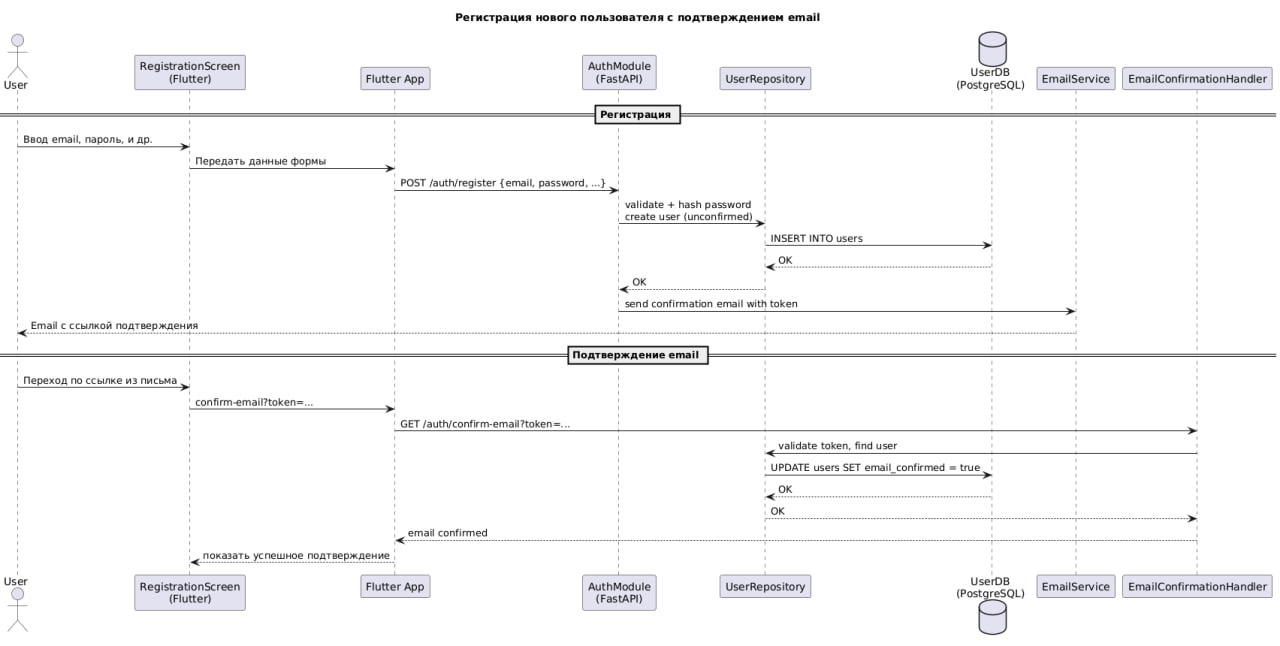 Регистрация нового пользователя с подтверждением email
User
RegistrationScreen
(Flutter)
Flutter App
AuthModule
(FastAPI)
UserRepository
UserDB
(PostgreSQL)
EmailService
EmailConfirmationHandler
Регистрация
Ввод email, пароль, и др.
Передать данные формы
POST /auth/register {email, password, ...}
validate + hash password
create user (unconfirmed)
INSERT INTO users
OK
OK
send confirmation email with token
Email с ссылкой подтверждения
Подтверждение email
Переход по ссылке из письма
confirm-email?token=...
GET /auth/confirm-email?token=...
validate token, find user
UPDATE users SET email_confirmed = true
OK
OK
email confirmed
показать успешное подтверждение
User
RegistrationScreen
(Flutter)
Flutter App
AuthModule
(FastAPI)
UserRepository
UserDB
(PostgreSQL)
EmailService
EmailConfirmationHandler